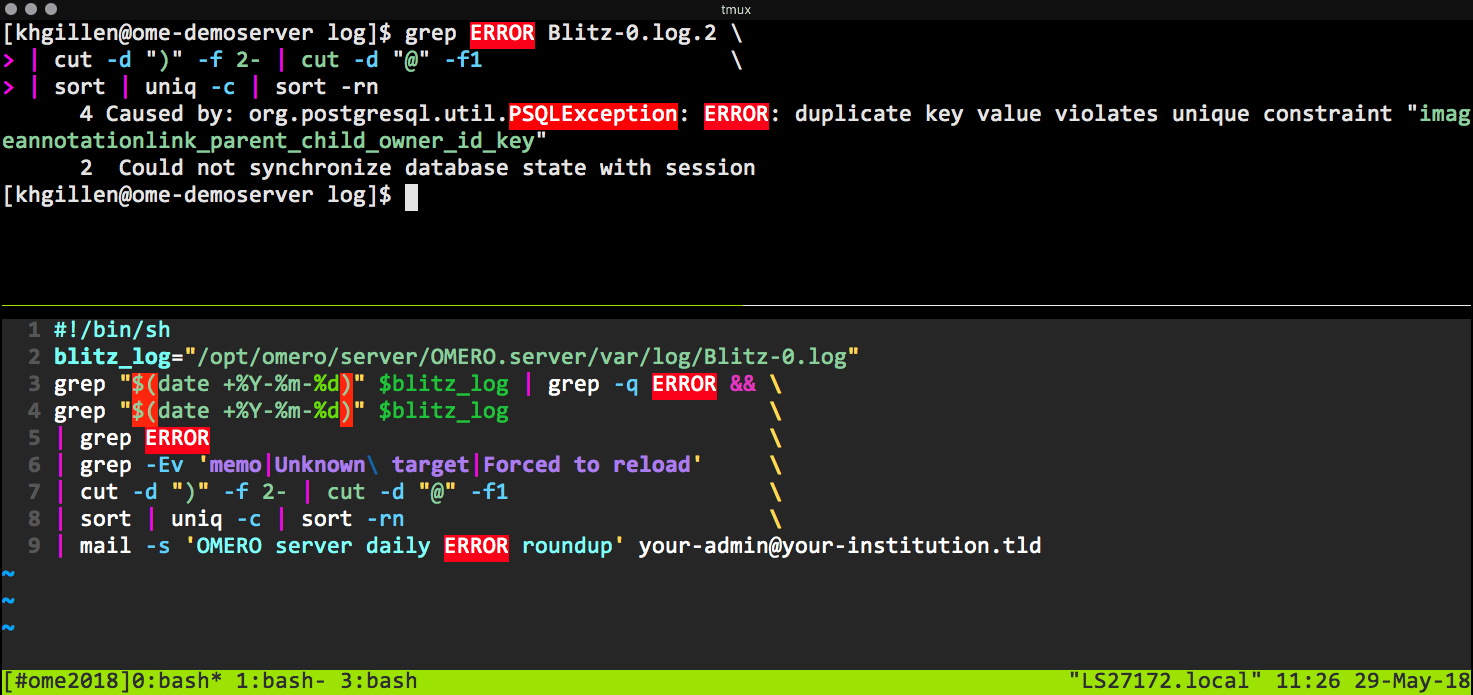 tmux
[khgillen@ome-demoserver log]$ grep ERROR Blitz-0.log.2 \
> | cut -d ")" -f 2- | cut -d "@" -f1 \
> | sort | uniq -c | sort -rn
4 Caused by: org.postgresql.util.PSQLException: ERROR: duplicate key value violates unique constraint "imag
eannotationlink_parent_child_owner_id_key"
2 Could not synchronize database state with session
[khgillen@ome-demoserver log]$
1 #!/bin/sh
2 blitz_log="/opt/omero/server/OMERO.server/var/log/Blitz-0.log"
3 grep "$(date +%Y-%m-%d)" $blitz_log | grep -q ERROR && \
4 grep "$(date +%Y-%m-%d)" $blitz_log \
5 | grep ERROR \
6 | grep -Ev 'memo|Unknown\ target|Forced to reload' \
7 | cut -d ")" -f 2- | cut -d "@" -f1 \
8 | sort | uniq -c | sort -rn \
9 | mail -s 'OMERO server daily ERROR roundup' your-admin@your-institution.tld
~
~
~
[#ome2018]0:bash* 1:bash- 3:bash "LS27172.local" 11:26 29-May-18